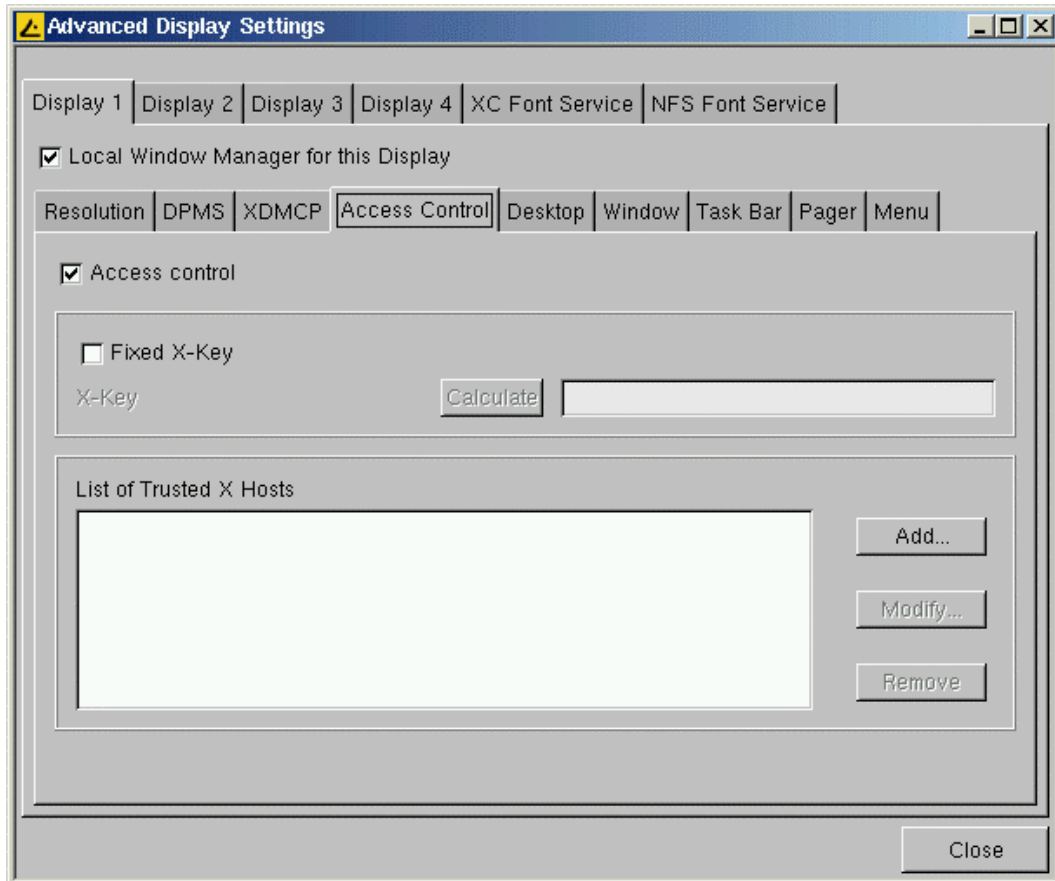 Advanced Display Settings
Display 1 Display 2 Display 3 Display 4 XC Font Service NFS Font Service
Local Window Manager for this Display
Resolution DPMS XDMCP Access Control Desktop Window Task Bar Pager Menu
Access control
Fixed X-Key
X-Key Calculate
List of Trusted X Hosts
Add...
Modify...
Remove
Close